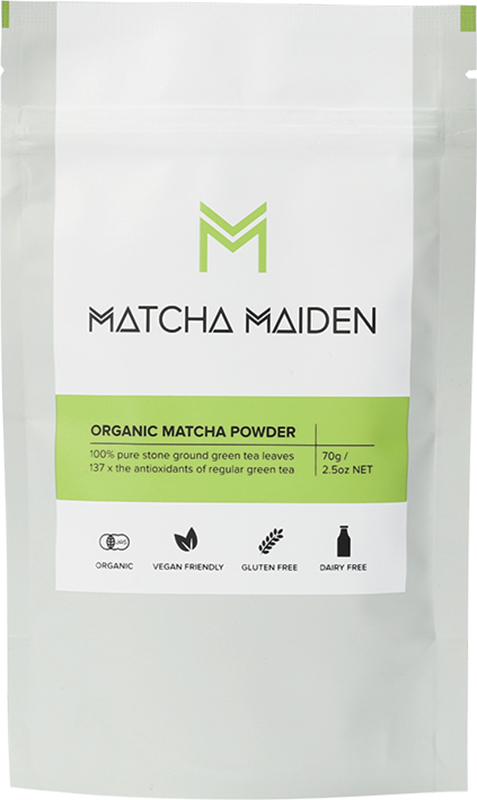 M
MATCHA MAIDEN
ORGANIC MATCHA POWDER
100% pure stone ground green tea leaves
137 x the antioxidants of regular green tea
70g /
2.5oz NET
JAS
ORGANIC
VEGAN FRIENDLY
GLUTEN FREE
DAIRY FREE